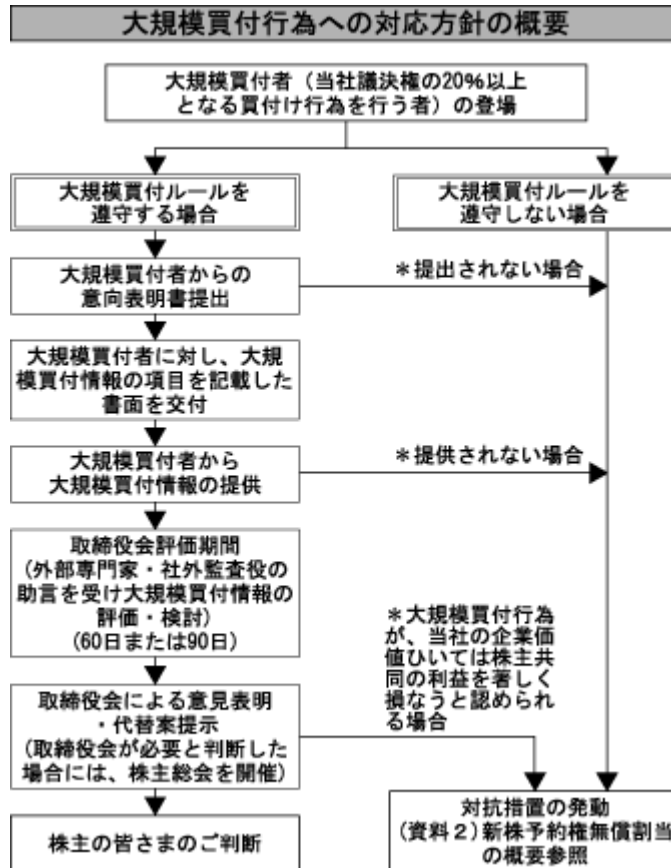 大規模買付行為への対応方針の概要
大規模買付者（当社議決権の20%以上
となる買付け行為を行う者）の登場
大規模買付ルールを
遵守する場合
大規模買付ルールを
遵守しない場合
大規模買付者からの
意向表明書提出
＊提出されない場合
大規模買付者に対し、大規
模買付情報の項目を記載した
書面を交付
大規模買付者から
大規模買付情報の提供
＊提供されない場合
取締役会評価期間
(外部専門家・社外監査役の
助言を受け大規模買付情報の
評価・検討)
(60日または90日)
＊大規模買付行為
が、当社の企業価
値ひいては株主共
同の利益を著しく
損なうと認められ
る場合
取締役会による意見表明
・代替案提示
(取締役会が必要と判断した
場合には、株主総会を開催)
株主の皆さまのご判断
対抗措置の発動
(資料２)新株予約権無償割当
の概要参照